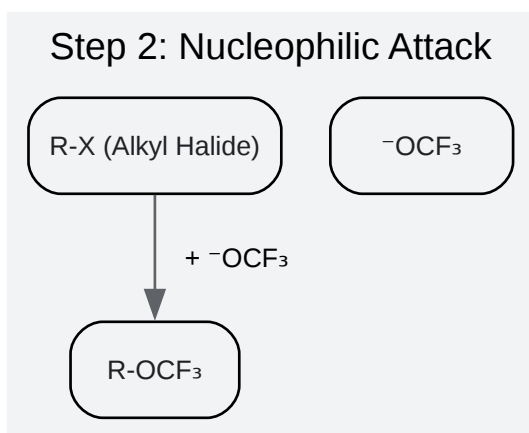 Step 2: Nucleophilic Attack
R-X (Alkyl Halide)
⁻OCF₃
+ ⁻OCF₃
R-OCF₃